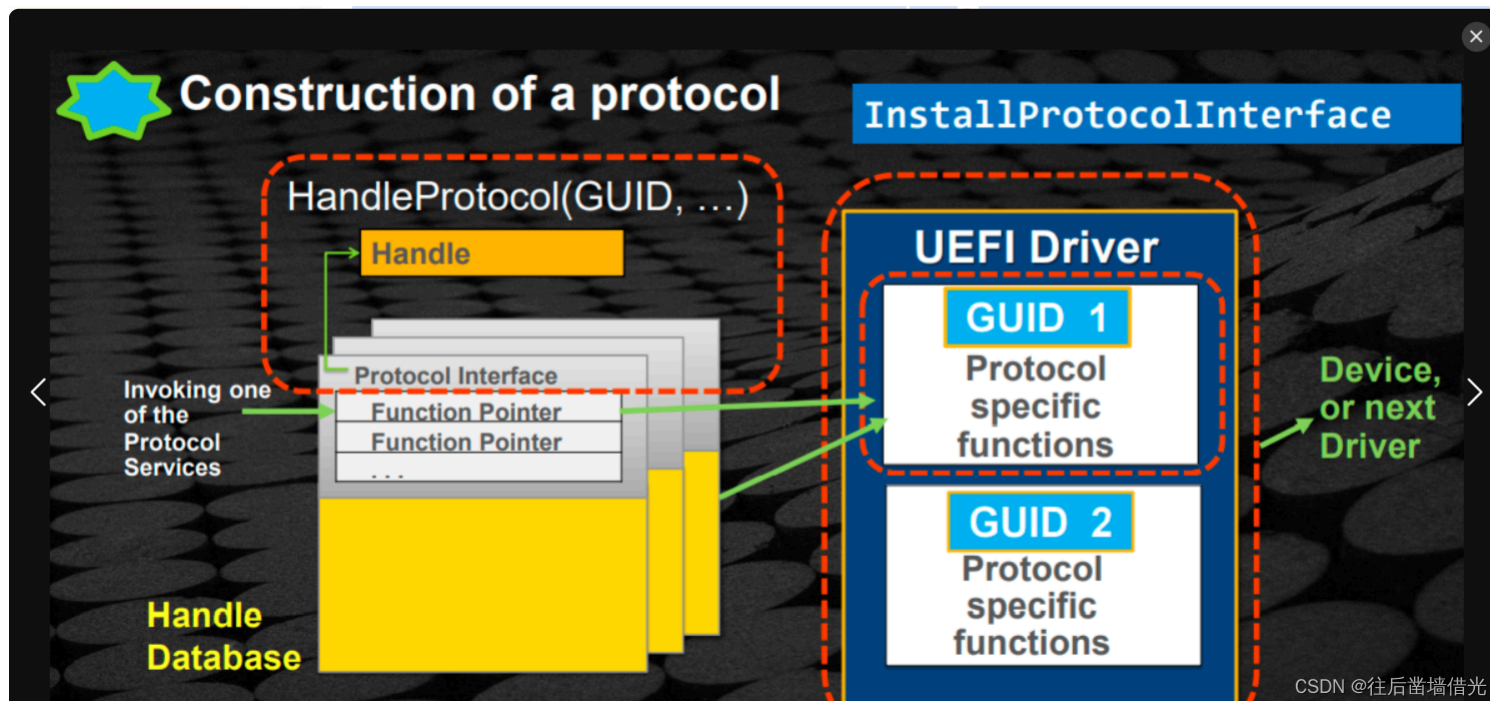 Construction of a protocol
InstallProtocolInterface
HandleProtocol(GUID, ...)
Handle
Protocol Interface
Function Pointer
Function Pointer
...
Invoking one
of the
Protocol
Services
Handle
Database
UEFI Driver
GUID 1
Protocol
specific
functions
GUID 2
Protocol
specific
functions
Device,
or next
Driver
CSDN @往后凿墙借光